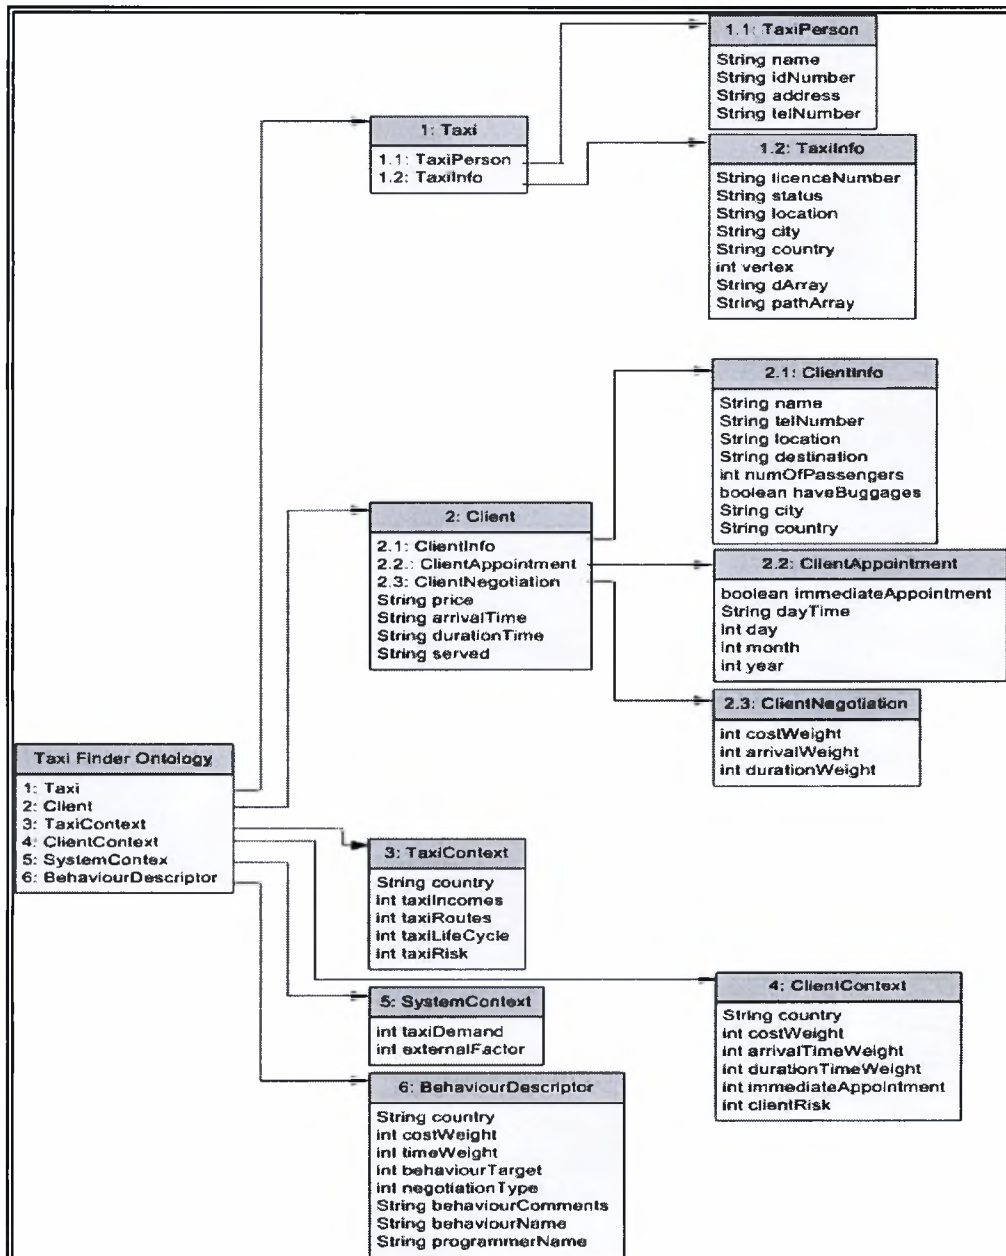 1.1: TaxiPerson
String name
String idNumber
String address
String telNumber
1: Taxi
1.1: TaxiPerson
1.2: TaxiInfo
1.2: TaxiInfo
String licenceNumber
String status
String location
String city
String country
int vertex
String dArray
String pathArray
2.1: ClientInfo
String name
String telNumber
String location
String destination
int numOfPassengers
boolean haveBuggages
String city
String country
2: Client
2.1: ClientInfo
2.2.: ClientAppointment
2.3: ClientNegotiation
String price
String arrivalTime
String durationTime
String served
2.2: ClientAppointment
boolean immediateAppointment
String dayTime
int day
int month
int year
2.3: ClientNegotiation
int costWeight
int arrivalWeight
int durationWeight
Taxi Finder Ontology
1: Taxi
2: Client
3: TaxiContext
4: ClientContext
5: SystemContex
6: BehaviourDescriptor
3: TaxiContext
String country
int taxiIncomes
int taxiRoutes
int taxiLifeCycle
int taxiRisk
4: ClientContext
String country
int costWeight
int arrivalTimeWeight
int durationTimeWeight
int immediateAppointment
int clientRisk
5: SystemContext
int taxiDemand
int externalFactor
6: BehaviourDescriptor
String country
int costWeight
int timeWeight
int behaviourTarget
int negotiationType
String behaviourComments
String behaviourName
String programmerName